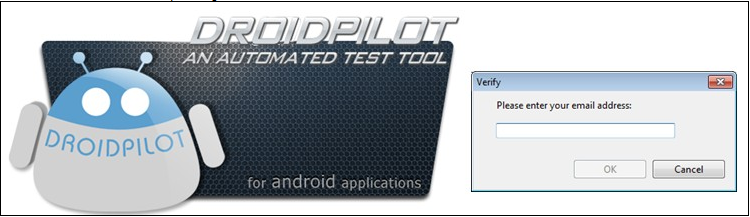 DROIDPILOT
AN AUTOMATED TEST TOOL
DROIDPILOT
for android applications
Verify
Please enter your email address:
OK
Cancel